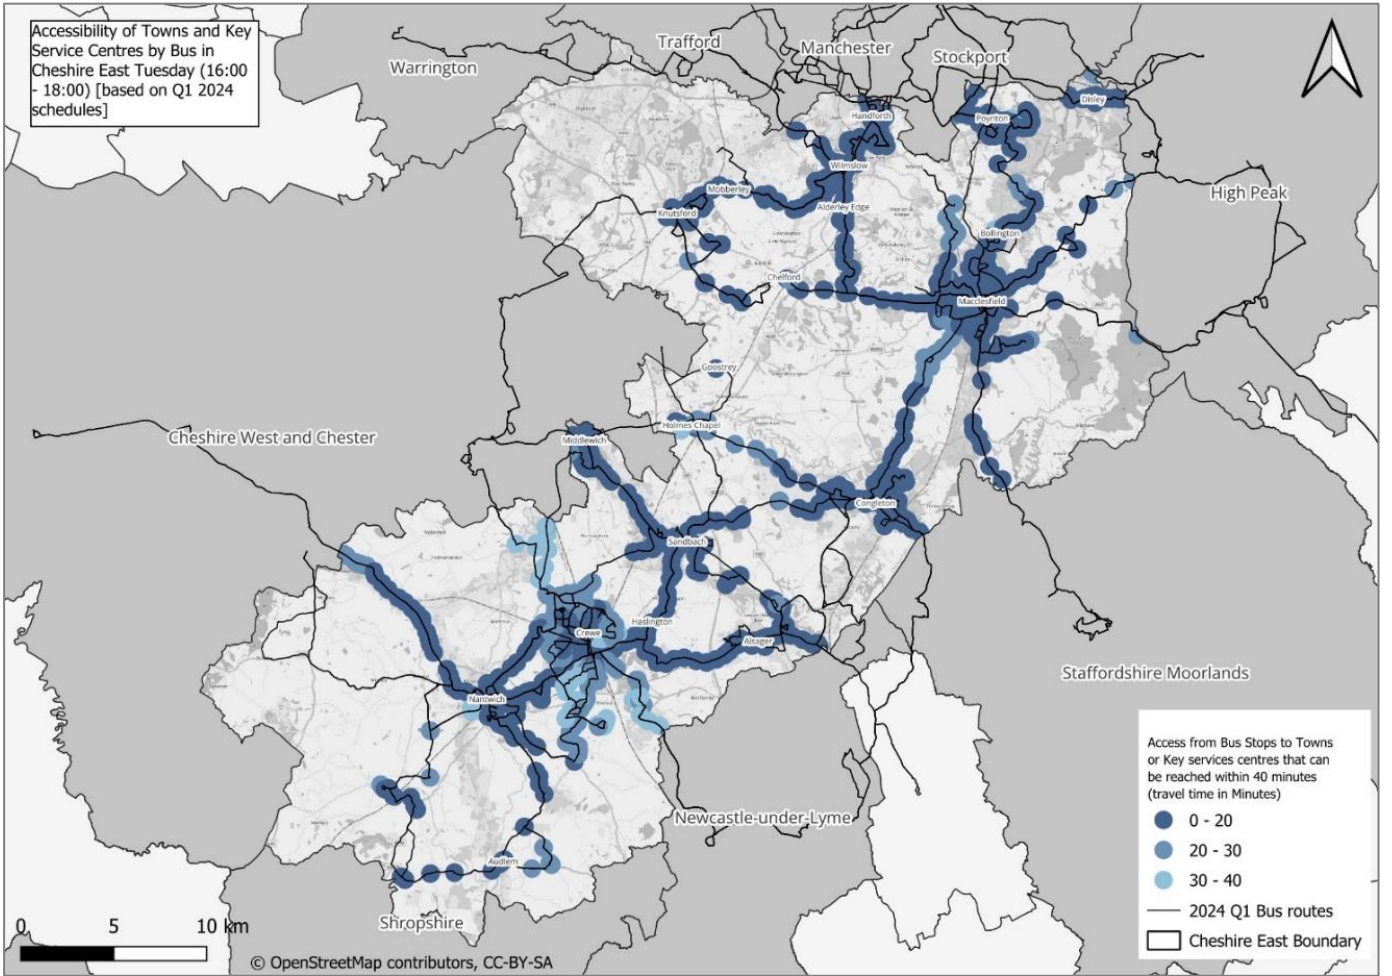 Accessibility of Towns and Key
Service Centres by Bus in
Cheshire East Tuesday (16:00
- 18:00) [based on Q1 2024
schedules]
Trafford
Manchester
Stockport
Warrington
Disley
Handforth
Poynton
Wilmslow
High Peak
Mobberley
Alderley Edge
Knutsford
Bollington
Chelford
Macclesfield
Goostrey
Holmes Chapel
Cheshire West and Chester
Middlewich
Congleton
Sandbach
Haslington
Crewe
Alsager
Staffordshire Moorlands
Nantwich
Newcastle-under-Lyme
Audlem
Shropshire
Access from Bus Stops to Towns
or Key services centres that can
be reached within 40 minutes
(travel time in Minutes)
0 - 20
20 - 30
30 - 40
2024 Q1 Bus routes
Cheshire East Boundary
0 5 10 km
© OpenStreetMap contributors, CC-BY-SA